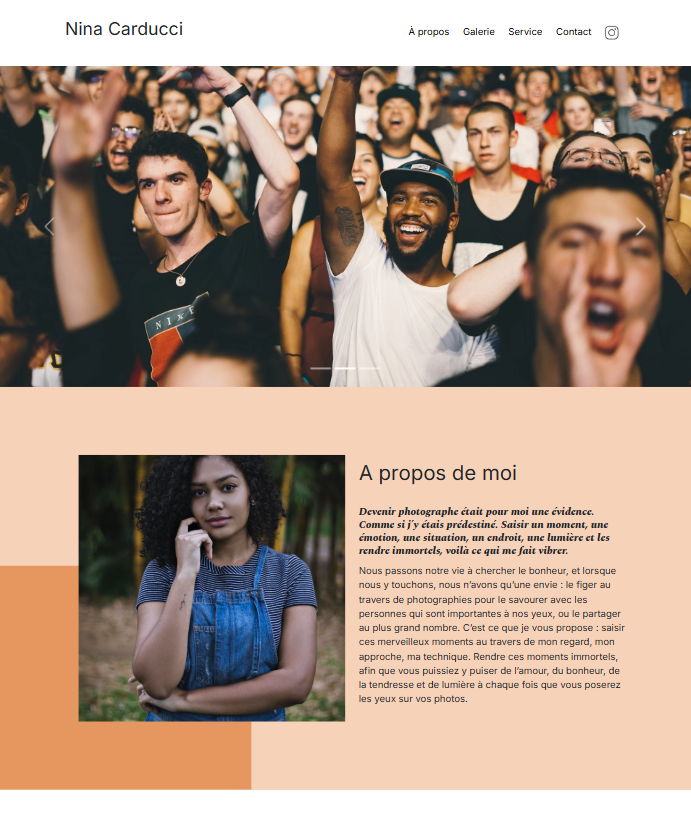 Nina Carducci
À propos Galerie Service Contact
NIXE
A propos de moi
Devenir photographe était pour moi une évidence.
Comme si j'y étais prédestiné. Saisir un moment, une
émotion, une situation, un endroit, une lumière et les
rendre immortels, voilà ce qui me fait vibrer.
Nous passons notre vie à chercher le bonheur, et lorsque
nous y touchons, nous n'avons qu'une envie : le figer au
travers de photographies pour le savourer avec les
personnes qui sont importantes à nos yeux, ou le partager
au plus grand nombre. C'est ce que je vous propose : saisir
ces merveilleux moments au travers de mon regard, mon
approche, ma technique. Rendre ces moments immortels,
afin que vous puissiez y puiser de l'amour, du bonheur, de
la tendresse et de lumière à chaque fois que vous poserez
les yeux sur vos photos.